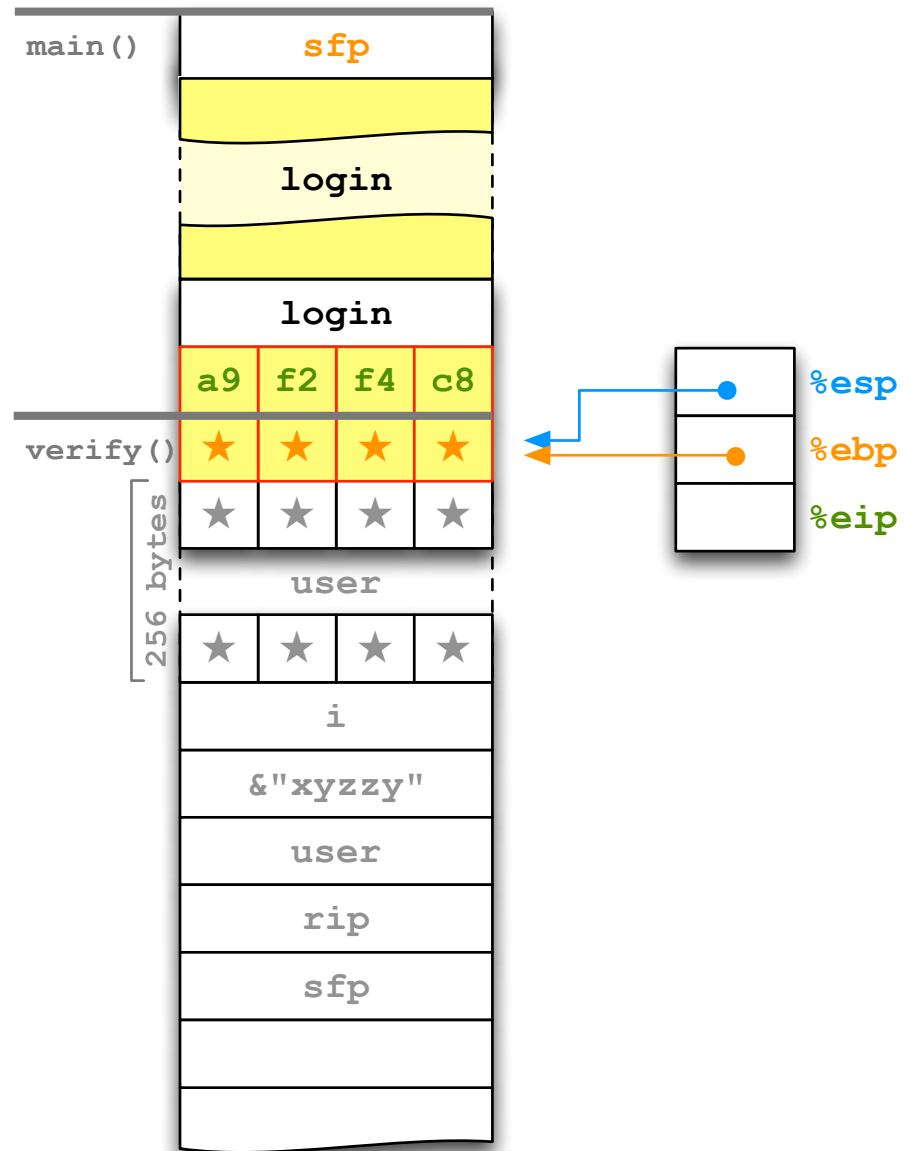 main() sfp
login
login
a9 f2 f4 c8 %esp
verify() ★ ★ ★ ★ %ebp
★ ★ ★ ★ %eip
256 bytes
user
★ ★ ★ ★
i
&"xyzzy"
user
rip
sfp